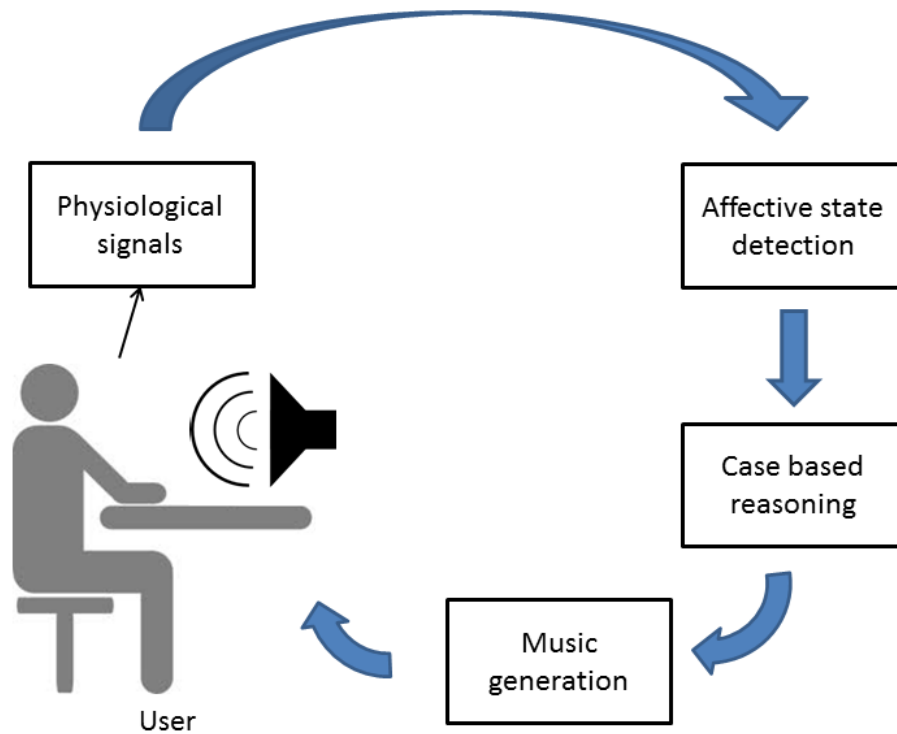 Physiological
signals
Affective state
detection
Case based
reasoning
Music
generation
User